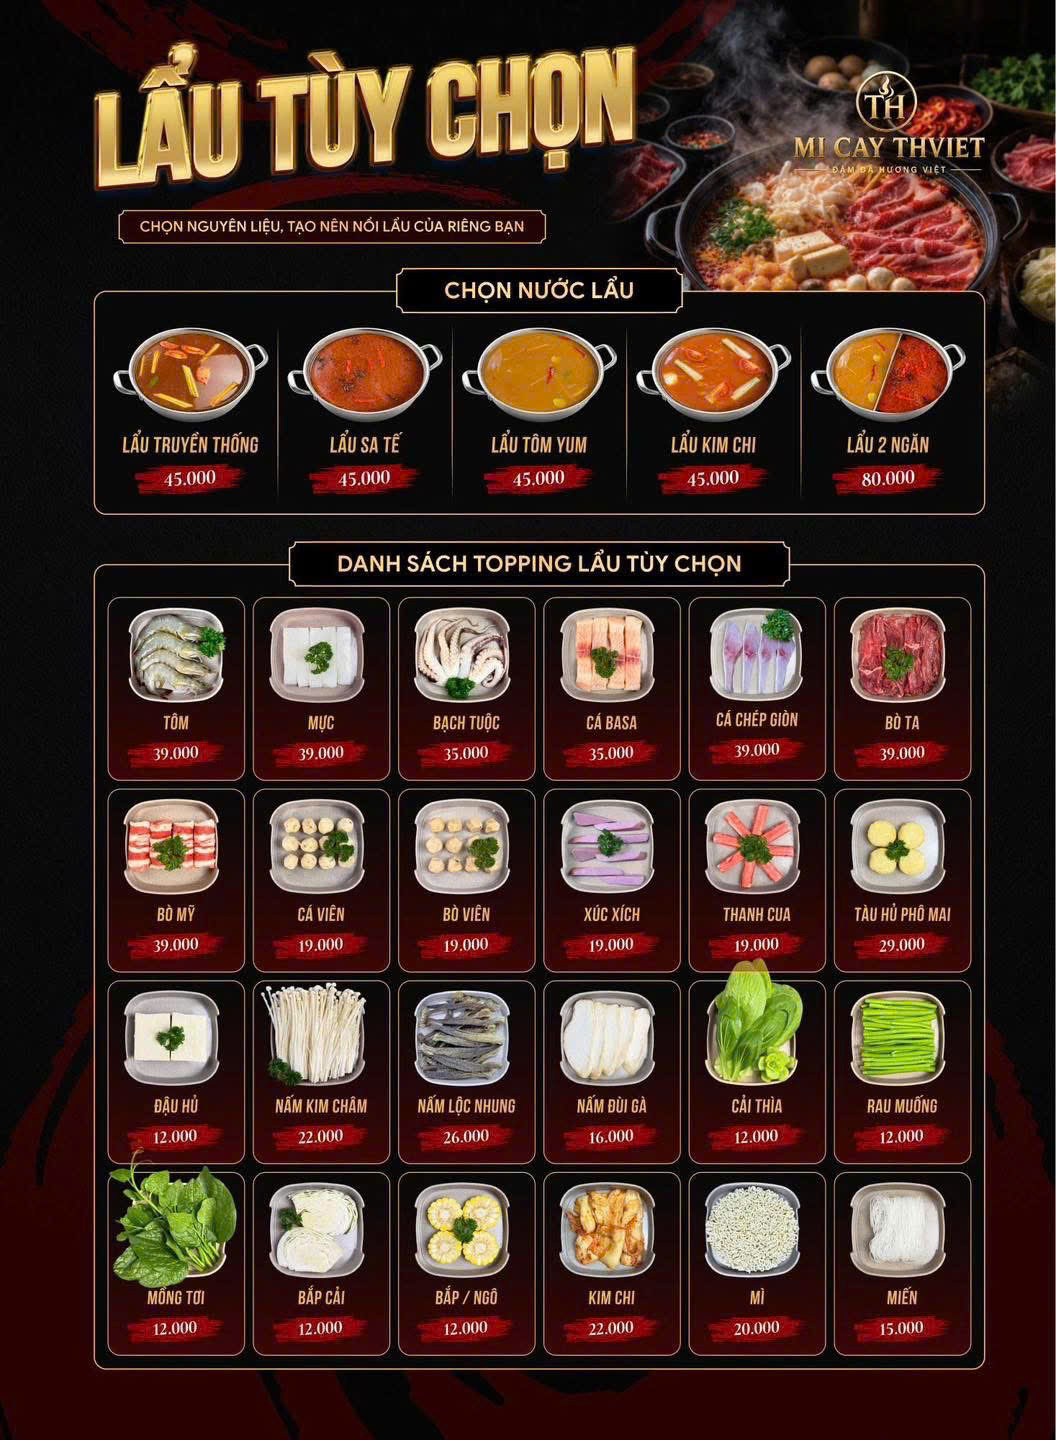 LẨU TÙY CHỌN
TH
MI CAY THVIET
ĐẬM ĐÀ HƯƠNG VIỆT
CHỌN NGUYÊN LIỆU, TẠO NÊN NỒI LẨU CỦA RIÊNG BẠN
CHỌN NƯỚC LẨU
LẨU TRUYỀN THỐNG
45.000
LẨU SA TẾ
45.000
LẨU TÔM YUM
45.000
LẨU KIM CHI
45.000
LẨU 2 NGĂN
80.000
DANH SÁCH TOPPING LẨU TÙY CHỌN
TÔM
39.000
MỰC
39.000
BẠCH TUỘC
35.000
CÁ BASA
35.000
CÁ CHÉP GIÒN
39.000
BÒ TA
39.000
BÒ MỸ
39.000
CÁ VIÊN
19.000
BÒ VIÊN
19.000
XÚC XÍCH
19.000
THANH CUA
19.000
TÀU HỦ PHÔ MAI
29.000
ĐẬU HỦ
12.000
NẤM KIM CHÂM
22.000
NẤM LỘC NHUNG
26.000
NẤM ĐÙI GÀ
16.000
CẢI THÌA
12.000
RAU MUỐNG
12.000
MỒNG TƠI
12.000
BẮP CẢI
12.000
BẮP / NGÔ
12.000
KIM CHI
22.000
MÌ
20.000
MIẾN
15.000